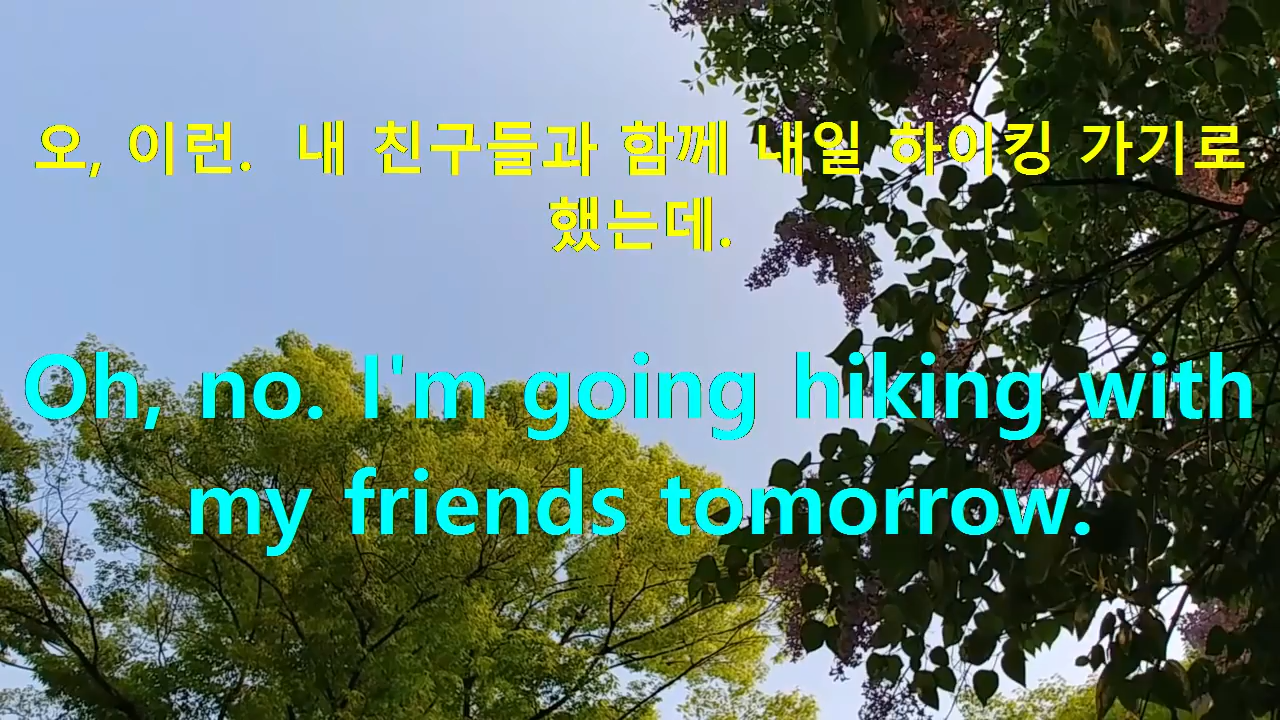 오, 이런. 내 친구들과 함께 내일 하이킹 가기로
했는데.
Oh, no. I'm going hiking with
my friends tomorrow.